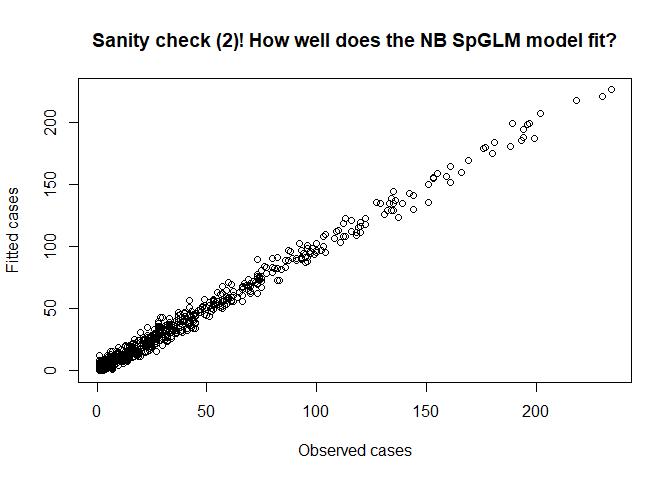 Sanity check (2)! How well does the NB SpGLM model fit?
Fitted cases
200
150
100
50
0
0 50 100 150 200
Observed cases